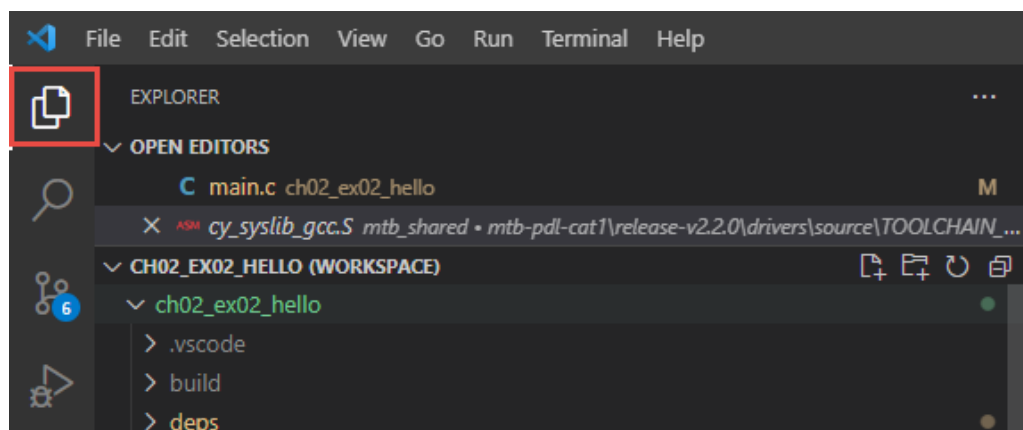 File Edit Selection View Go Run Terminal Help
EXPLORER ...
OPEN EDITORS
C main.c ch02_ex02_hello M
ASM cy_syslib_gcc.S mtb_shared • mtb-pdl-cat1\release-v2.2.0\drivers\source\TOOLCHAIN_...
CH02_EX02_HELLO (WORKSPACE)
ch02_ex02_hello
6
.vscode
build
deps